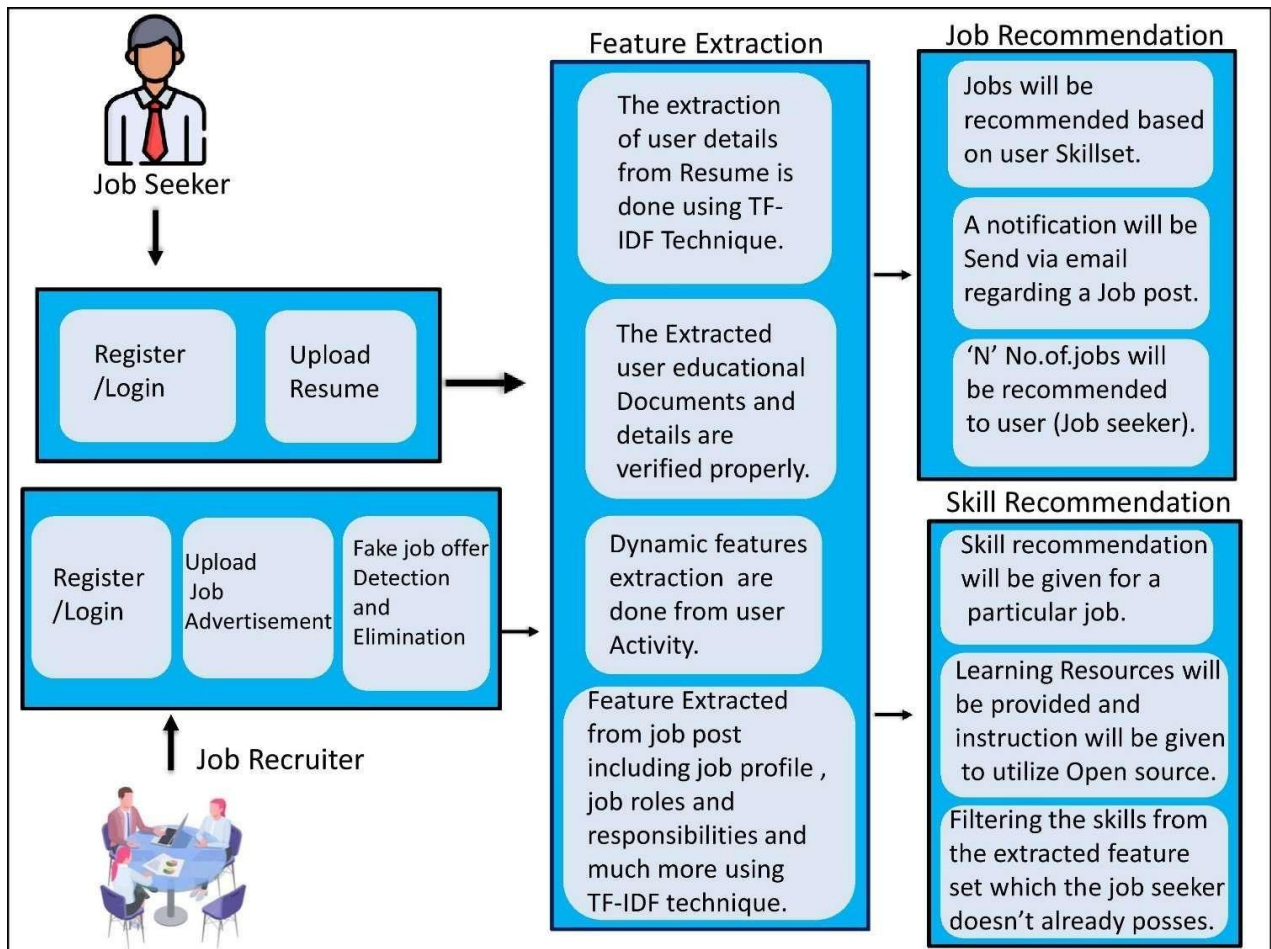 Job Seeker
Register
/Login
Upload
Resume
Register
/Login
Upload
Job
Advertisement
Fake job offer
Detection
and
Elimination
Job Recruiter
Feature Extraction
The extraction
of user details
from Resume is
done using TF-
IDF Technique.
The Extracted
user educational
Documents and
details are
verified properly.
Dynamic features
extraction are
done from user
Activity.
Feature Extracted
from job post
including job profile ,
job roles and
responsibilities and
much more using
TF-IDF technique.
Job Recommendation
Jobs will be
recommended based
on user Skillset.
A notification will be
Send via email
regarding a Job post.
‘N’ No.of.jobs will
be recommended
to user (Job seeker).
Skill Recommendation
Skill recommendation
will be given for a
particular job.
Learning Resources will
be provided and
instruction will be given
to utilize Open source.
Filtering the skills from
the extracted feature
set which the job seeker
doesn’t already posses.